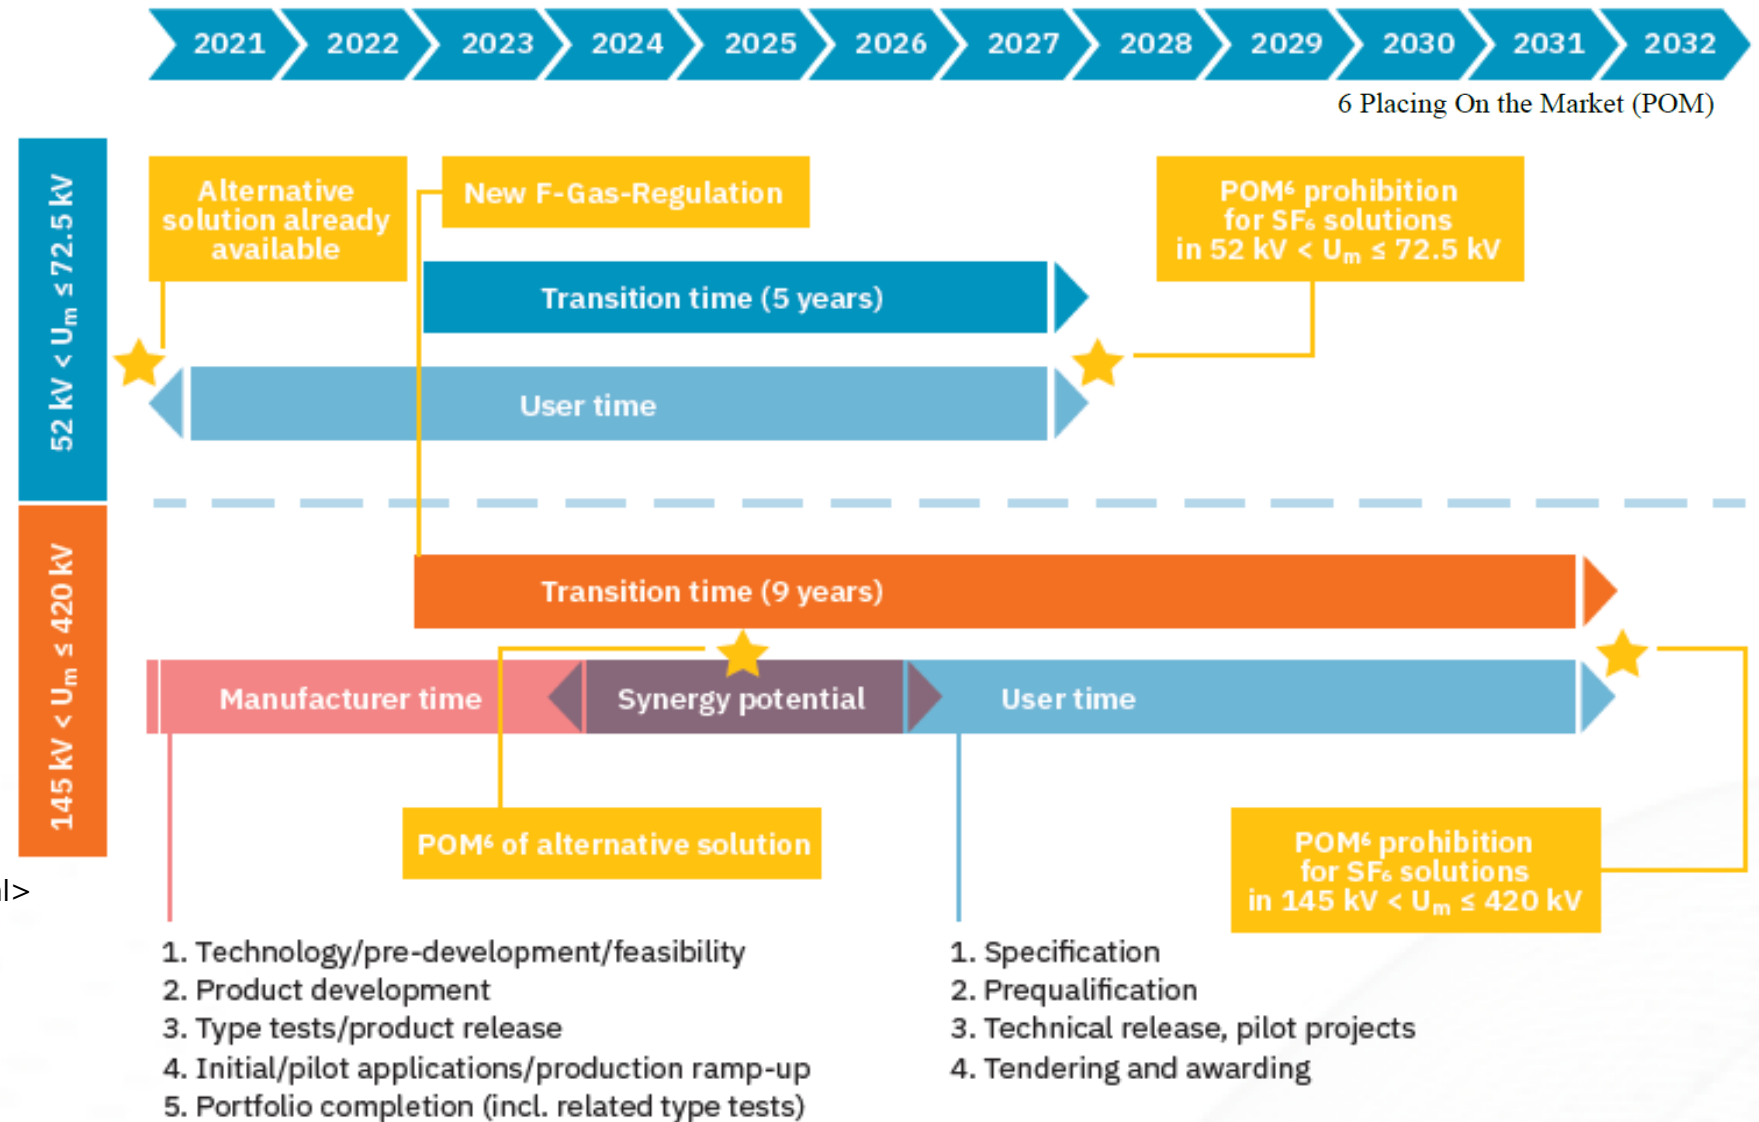 2021 2022 2023 2024 2025 2026 2027 2028 2029 2030 2031 2032
6 Placing On the Market (POM)
52 kV < Um ≤ 72.5 kV
Alternative
solution already
available
New F-Gas-Regulation
POM⁶ prohibition
for SF₆ solutions
in 52 kV < Um ≤ 72.5 kV
Transition time (5 years)
User time
145 kV < Um ≤ 420 kV
Transition time (9 years)
Manufacturer time
Synergy potential
User time
POM⁶ of alternative solution
POM⁶ prohibition
for SF₆ solutions
in 145 kV < Um ≤ 420 kV
l>
1. Technology/pre-development/feasibility
2. Product development
3. Type tests/product release
4. Initial/pilot applications/production ramp-up
5. Portfolio completion (incl. related type tests)
1. Specification
2. Prequalification
3. Technical release, pilot projects
4. Tendering and awarding